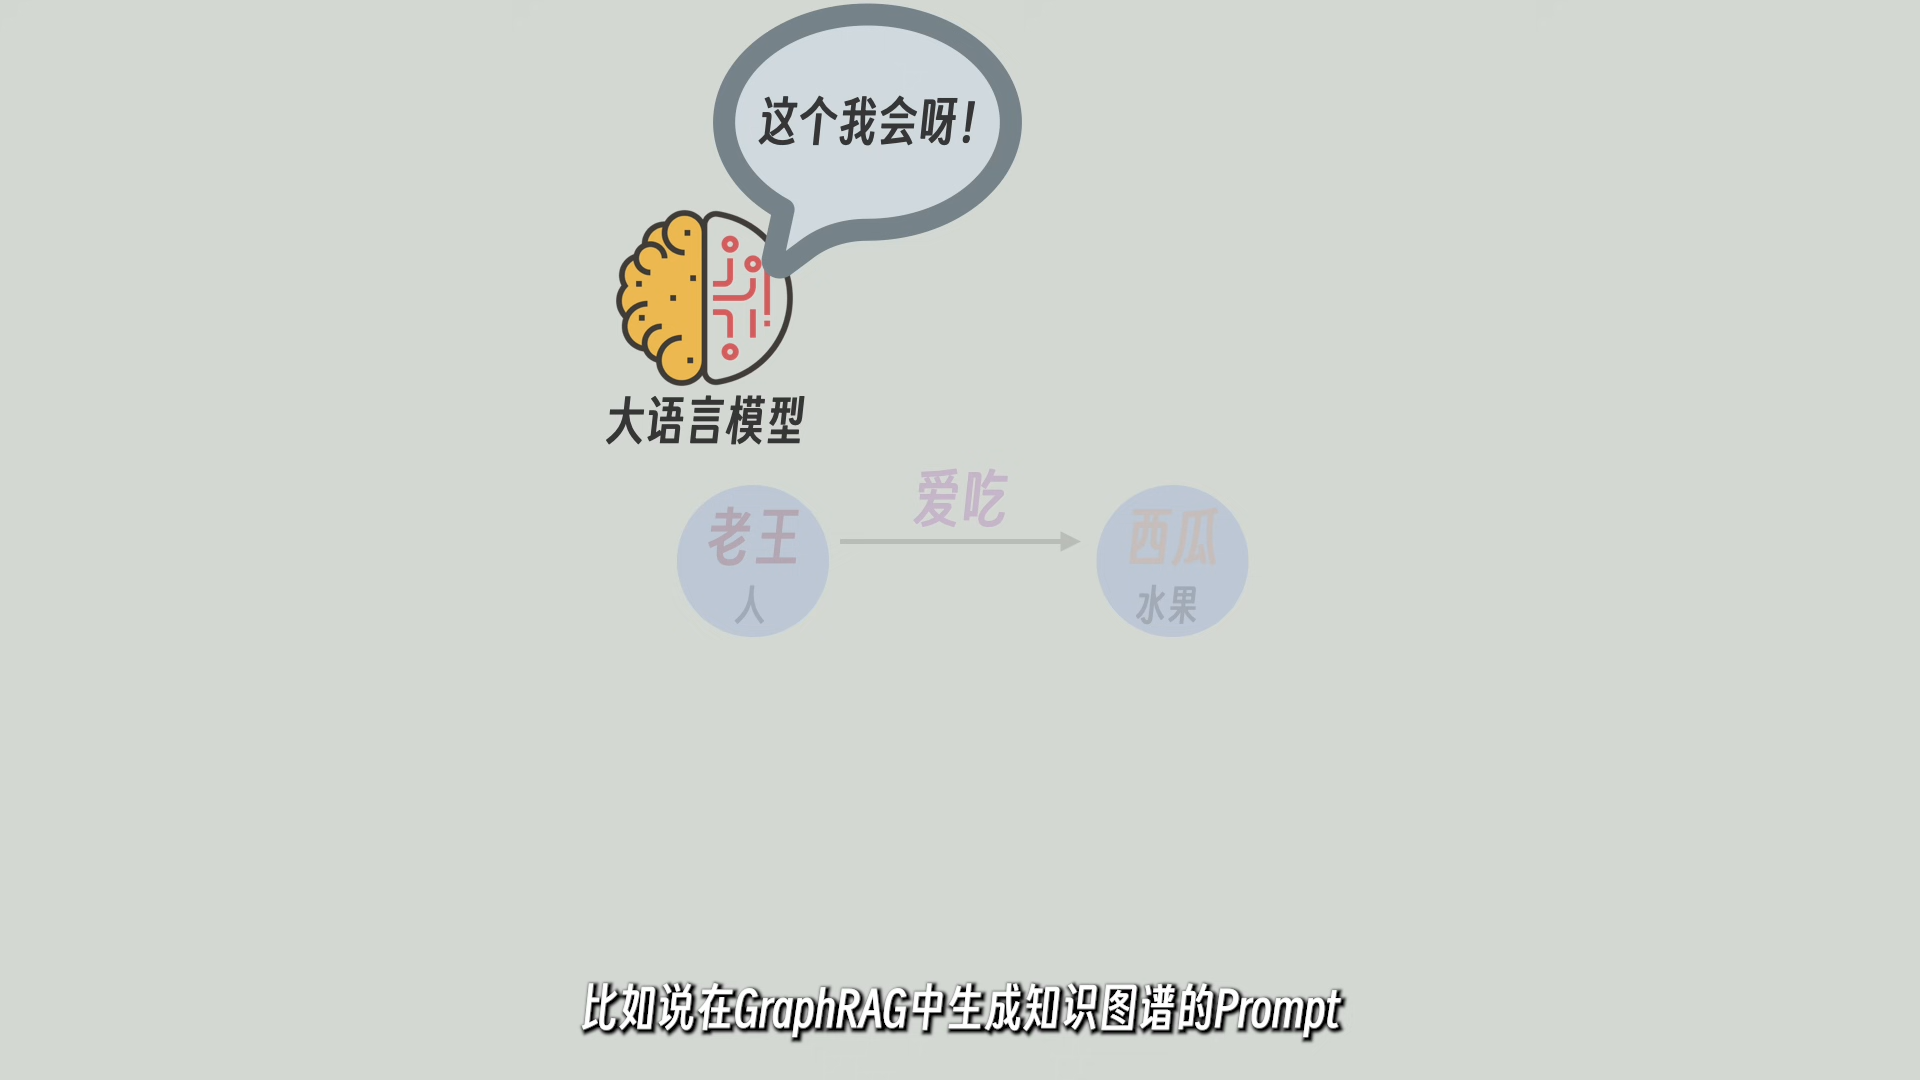 这个我会呀!
大语言模型
爱吃
老王
西瓜
人
水果
比如说在GraphRAG中生成知识图谱的Prompt